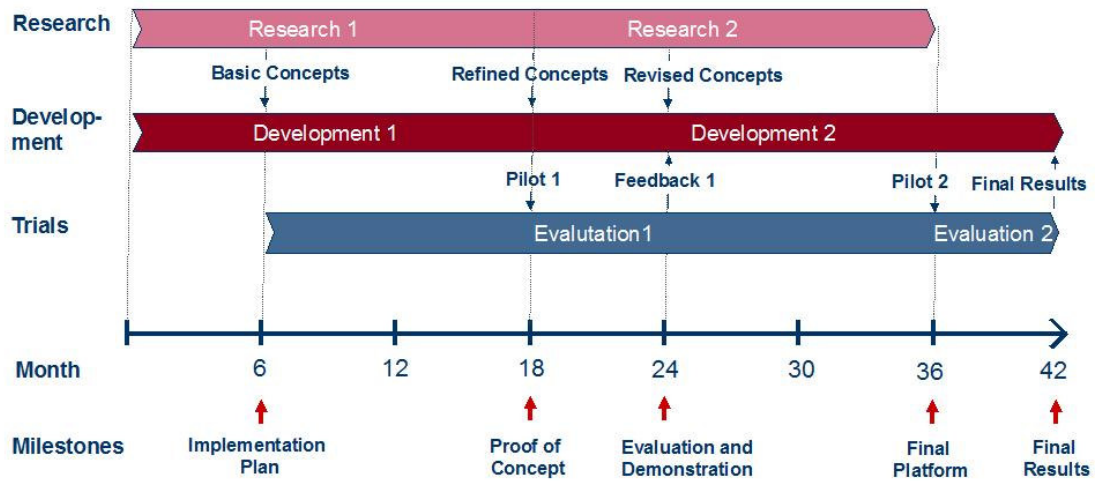 Research
Research 1
Research 2
Basic Concepts
Refined Concepts
Revised Concepts
Develop-
ment
Development 1
Development 2
Pilot 1
Feedback 1
Pilot 2
Final Results
Trials
Evalutation1
Evaluation 2
Month
6
12
18
24
30
36
42
Milestones
Implementation
Plan
Proof of
Concept
Evaluation and
Demonstration
Final
Platform
Final
Results